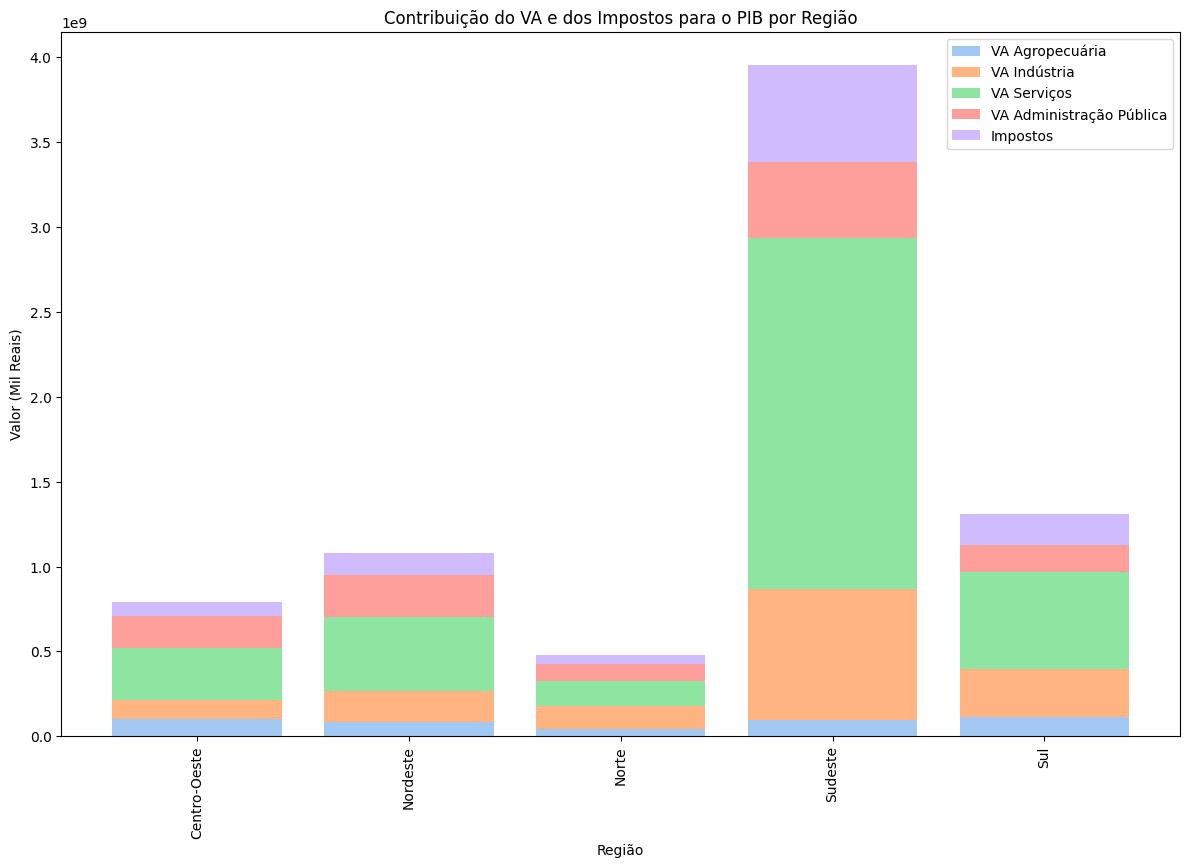 Contribuição do VA e dos Impostos para o PIB por Região
1e9
VA Agropecuária
VA Indústria
VA Serviços
VA Administração Pública
Impostos
4.0
3.5
3.0
2.5
2.0
1.5
1.0
0.5
0.0
Valor (Mil Reais)
Centro-Oeste
Nordeste
Norte
Sudeste
Sul
Região